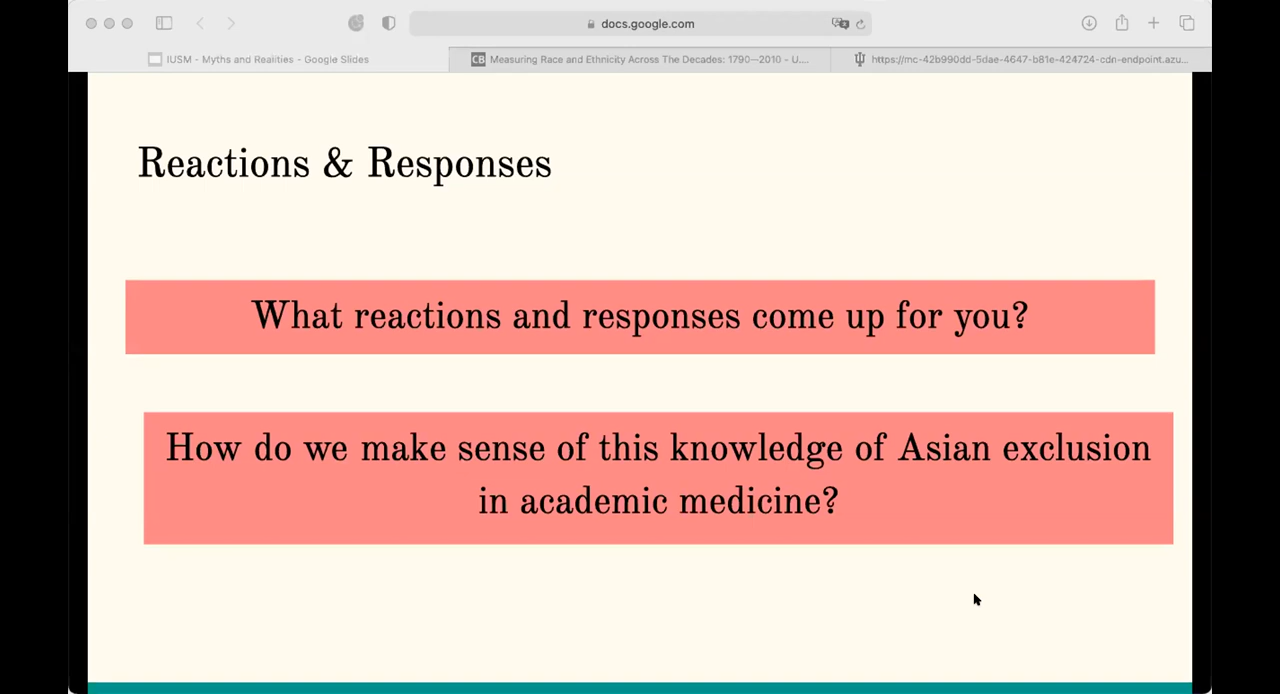 docs.google.com
IUSM - Myths and Realities - Google Slides
CB Measuring Race and Ethnicity Across The Decades: 1790—2010 - U....
https://mc-42b990dd-5dae-4647-b81e-424724-cdn-endpoint.azu...
Reactions & Responses
What reactions and responses come up for you?
How do we make sense of this knowledge of Asian exclusion
in academic medicine?